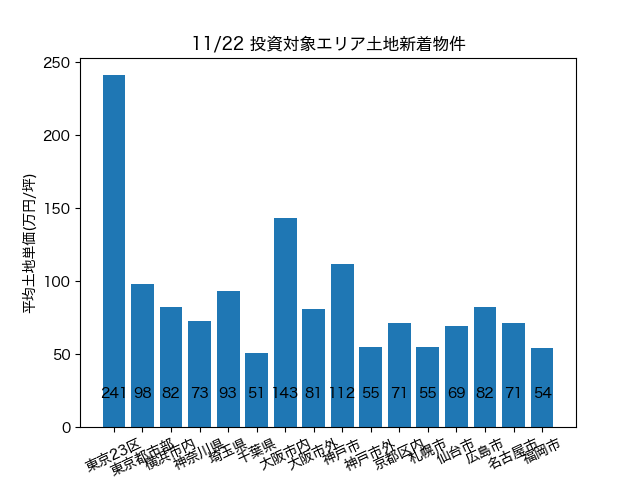 11/22 投資対象エリア土地新着物件
平均土地単価(万円/坪)
250
200
150
100
50
0
241 98 82 73 93 51 143 81 112 55 71 55 69 82 71 54
東京23区
東京都市部
横浜市内
神奈川県
埼玉県
千葉県
大阪市内
大阪市外
神戸市
神戸市外
京都区内
札幌市
仙台市
広島市
名古屋市
福岡市